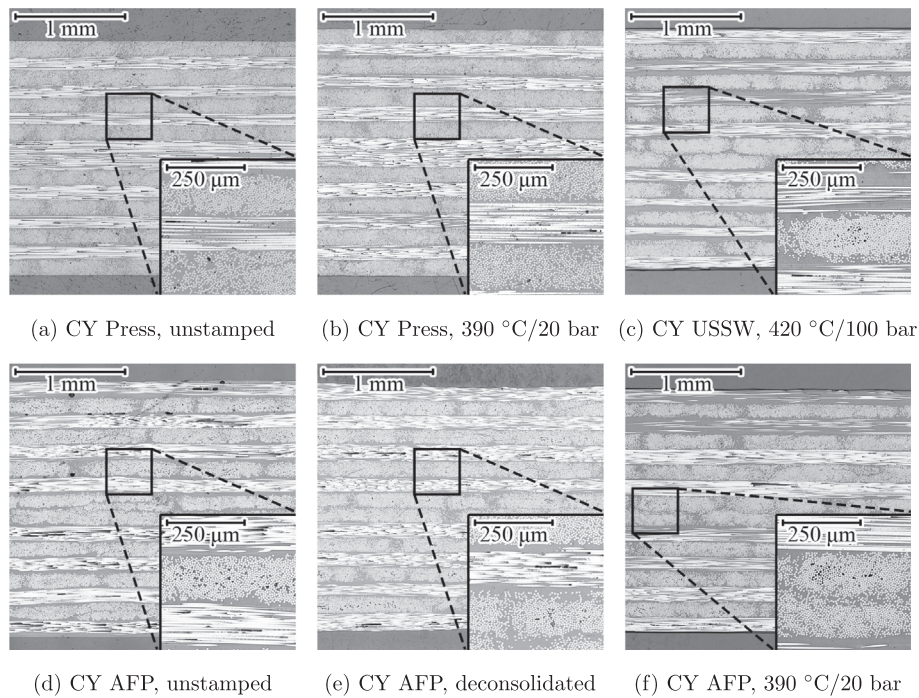 1 mm 1 mm 1 mm
250 μm 250 μm 250 μm
(a) CY Press, unstamped (b) CY Press, 390 °C/20 bar (c) CY USSW, 420 °C/100 bar
1 mm 1 mm 1 mm
250 μm 250 μm 250 μm
(d) CY AFP, unstamped (e) CY AFP, deconsolidated (f) CY AFP, 390 °C/20 bar